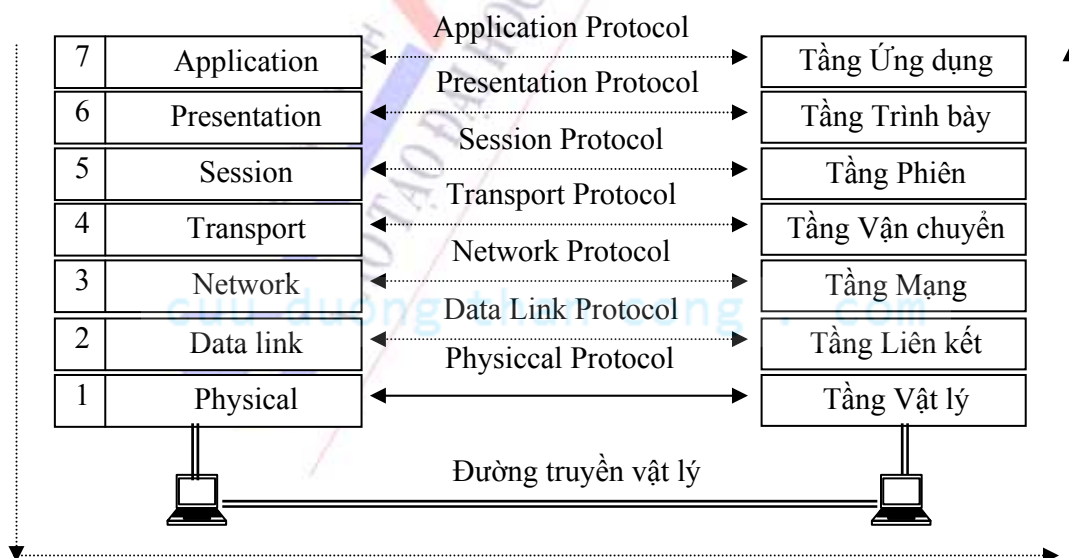 Application Protocol
7 Application Tầng Ứng dụng
Presentation Protocol
6 Presentation Tầng Trình bày
Session Protocol
5 Session Tầng Phiên
Transport Protocol
4 Transport Tầng Vận chuyển
Network Protocol
3 Network Tầng Mạng
cuu duong than cong . com
Data Link Protocol
2 Data link Tầng Liên kết
Physiccal Protocol
1 Physical Tầng Vật lý
Đường truyền vật lý
TẠO ĐẠI HỌC